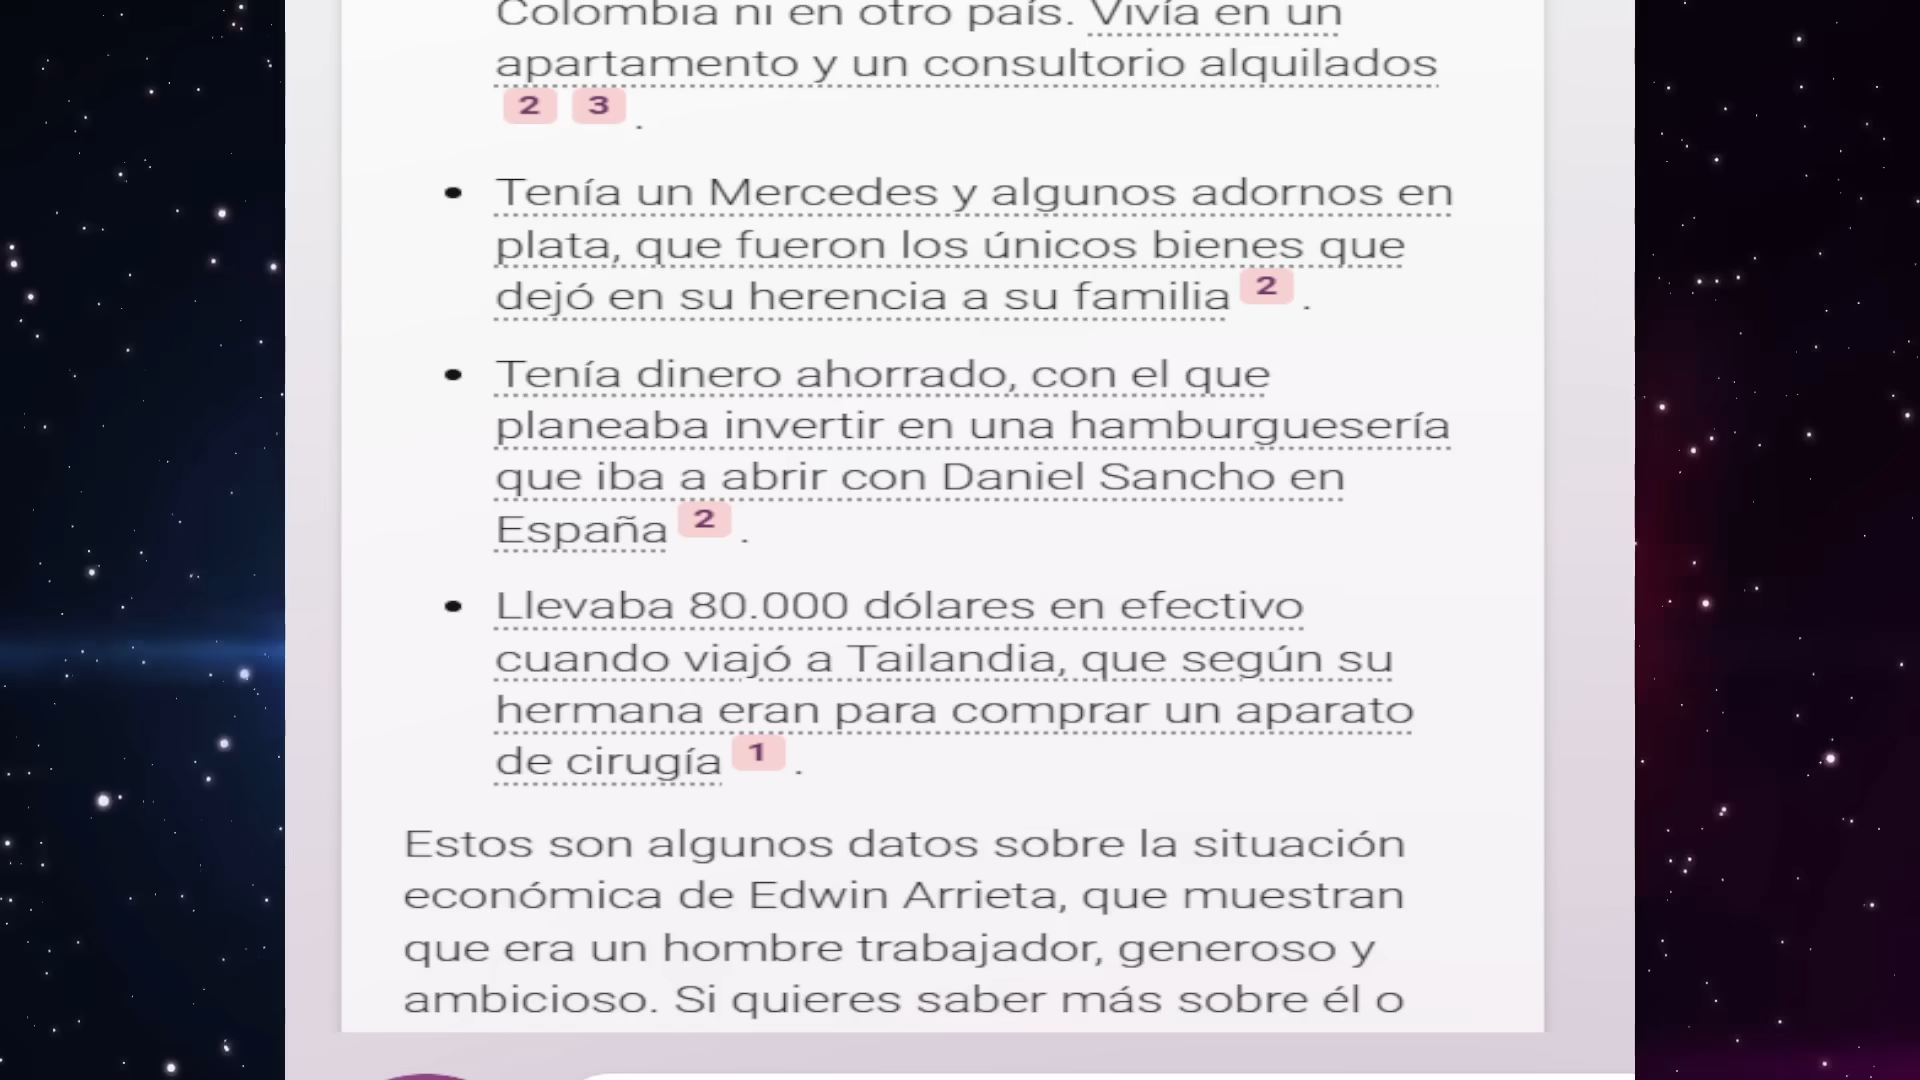 Colombia ni en otro país. Vivía en un
apartamento y un consultorio alquilados
2 3 .
• Tenía un Mercedes y algunos adornos en
plata, que fueron los únicos bienes que
dejó en su herencia a su familia 2 .
• Tenía dinero ahorrado, con el que
planeaba invertir en una hamburguesería
que iba a abrir con Daniel Sancho en
España 2 .
• Llevaba 80.000 dólares en efectivo
cuando viajó a Tailandia, que según su
hermana eran para comprar un aparato
de cirugía 1 .
Estos son algunos datos sobre la situación
económica de Edwin Arrieta, que muestran
que era un hombre trabajador, generoso y
ambicioso. Si quieres saber más sobre él o